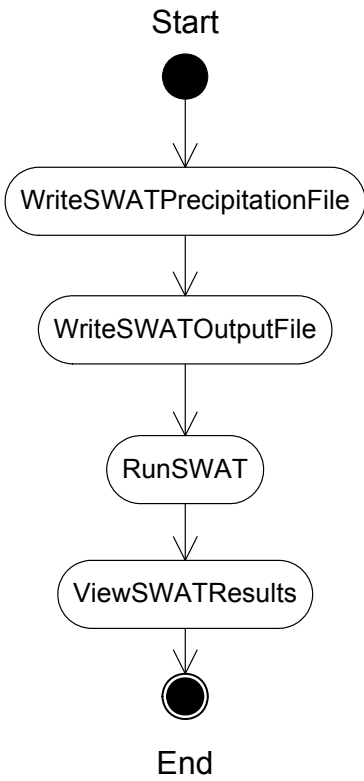 Start
WriteSWATPrecipitationFile
WriteSWATOutputFile
RunSWAT
ViewSWATResults
End